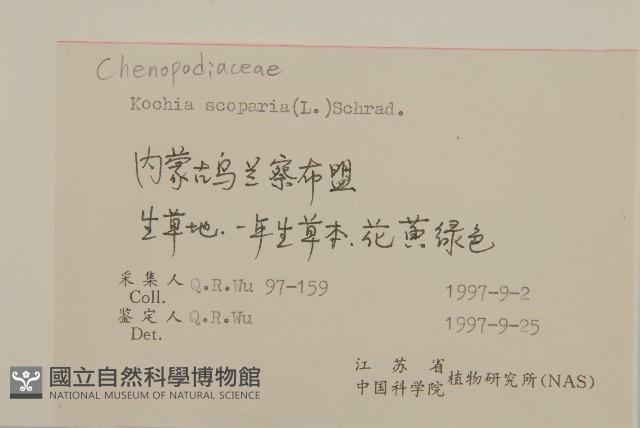 Chenopodiaceae
Kochia scoparia(L.)Schrad.
内蒙古乌兰察布盟
生草地、一年生草本、花黄绿色
采集人 Q.R.Wu 97-159 1997-9-2
Coll.
鉴定人 Q.R.Wu 1997-9-25
Det.
江苏省
中国科学院 植物研究所(NAS)
國立自然科學博物館
NATIONAL MUSEUM OF NATURAL SCIENCE